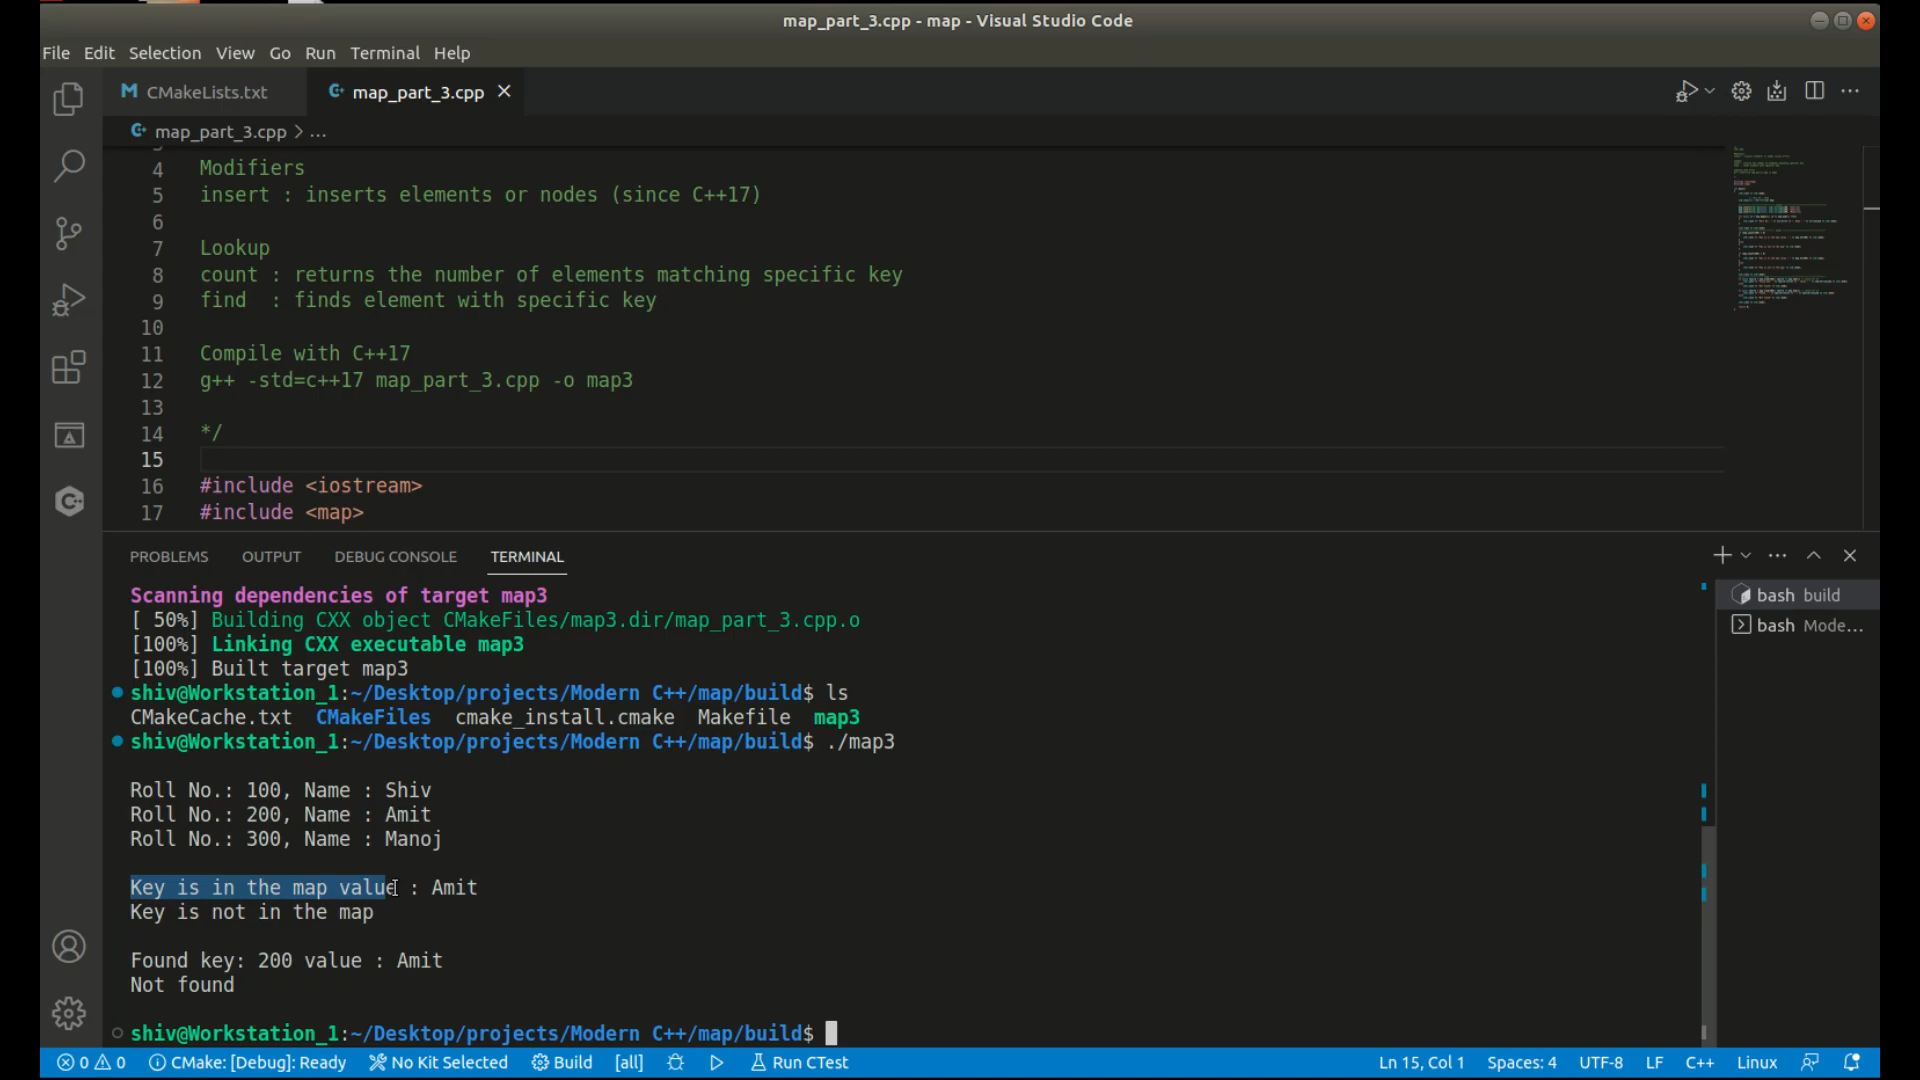 map_part_3.cpp - map - Visual Studio Code
File Edit Selection View Go Run Terminal Help
CMakeLists.txt map_part_3.cpp
map_part_3.cpp > ...
4 Modifiers
5 insert : inserts elements or nodes (since C++17)
6
7 Lookup
8 count : returns the number of elements matching specific key
9 find : finds element with specific key
10
11 Compile with C++17
12 g++ -std=c++17 map_part_3.cpp -o map3
13
14 */
15
16 #include <iostream>
17 #include <map>
PROBLEMS OUTPUT DEBUG CONSOLE TERMINAL
Scanning dependencies of target map3
[ 50%] Building CXX object CMakeFiles/map3.dir/map_part_3.cpp.o
[100%] Linking CXX executable map3
[100%] Built target map3
shiv@Workstation_1:~/Desktop/projects/Modern C++/map/build$ ls
CMakeCache.txt CMakeFiles cmake_install.cmake Makefile map3
shiv@Workstation_1:~/Desktop/projects/Modern C++/map/build$ ./map3
Roll No.: 100, Name : Shiv
Roll No.: 200, Name : Amit
Roll No.: 300, Name : Manoj
Key is in the map value : Amit
Key is not in the map
Found key: 200 value : Amit
Not found
shiv@Workstation_1:~/Desktop/projects/Modern C++/map/build$
bash build
bash Mode...
0 0 CMake: [Debug]: Ready No Kit Selected Build [all] Run CTest Ln 15, Col 1 Spaces: 4 UTF-8 LF C++ Linux